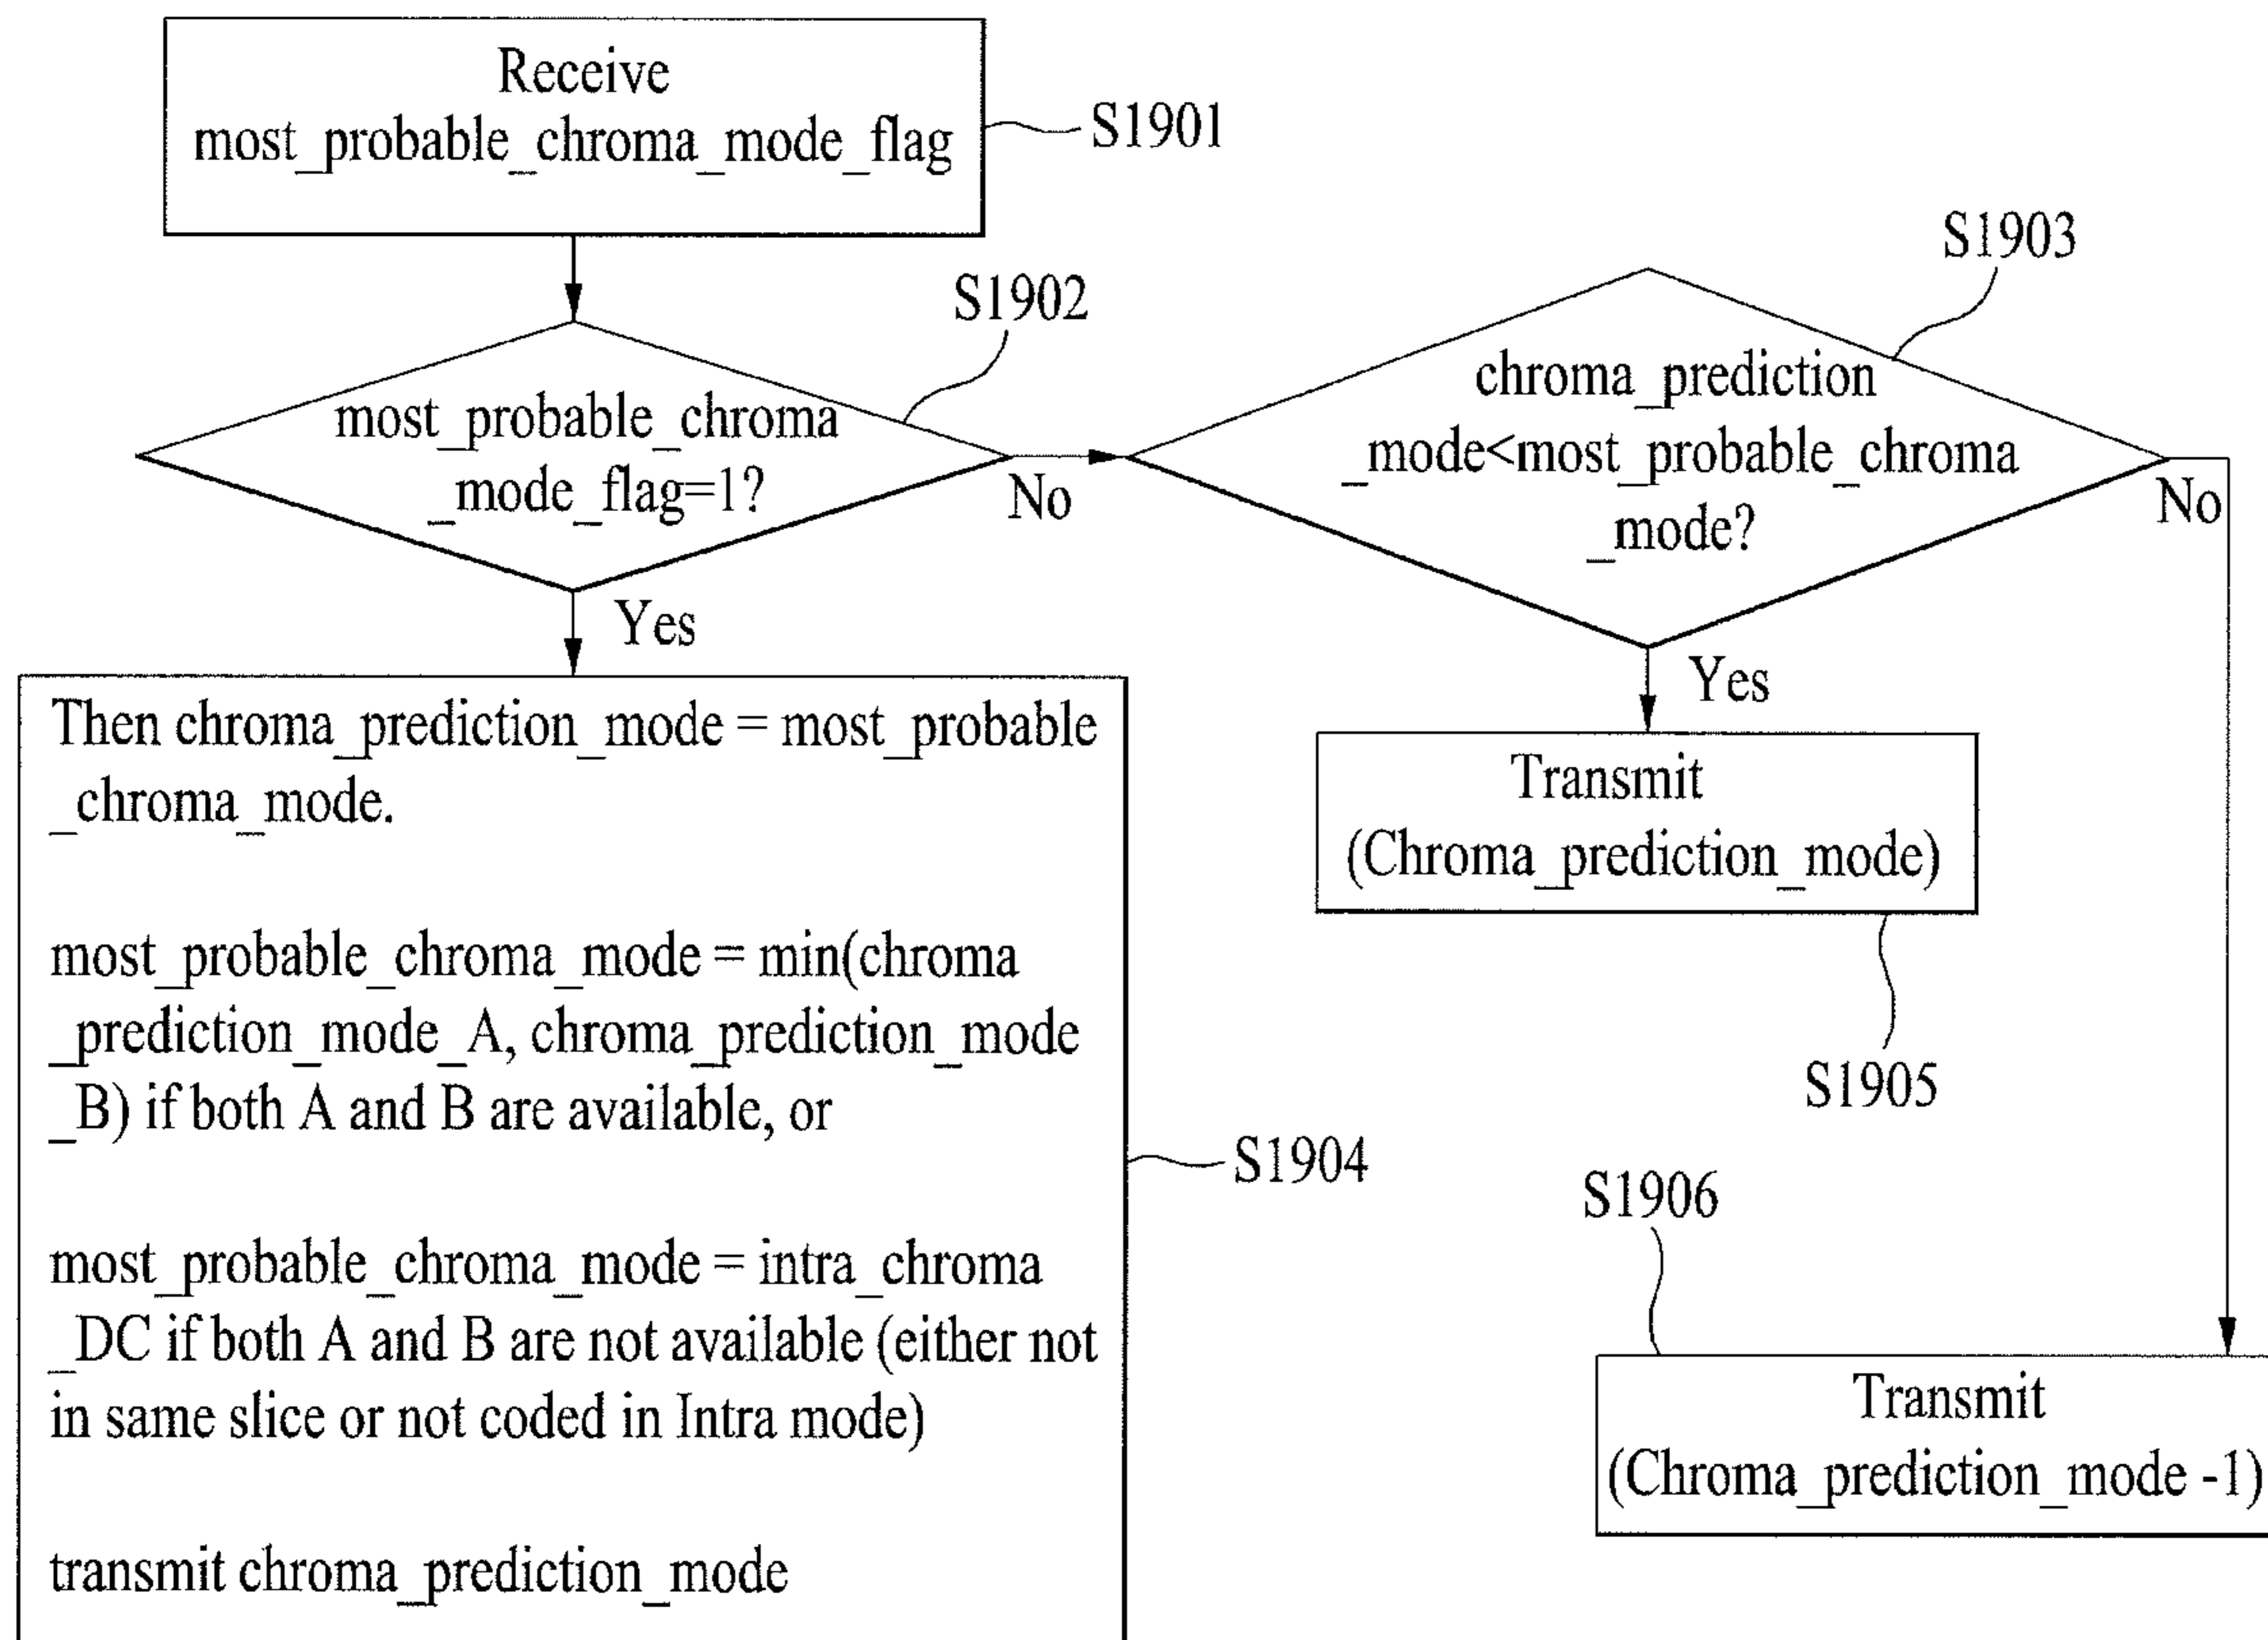 Receive
most_probable_chroma_mode_flag
S1901
S1902
most_probable_chroma
_mode_flag=1?
No
Yes
S1903
chroma_prediction
_mode<most_probable_chroma
_mode?
No
Yes
Then chroma_prediction_mode = most_probable
_chroma_mode.
most_probable_chroma_mode = min(chroma
_prediction_mode_A, chroma_prediction_mode
_B) if both A and B are available, or
most_probable_chroma_mode = intra_chroma
_DC if both A and B are not available (either not
in same slice or not coded in Intra mode)
transmit chroma_prediction_mode
S1904
Transmit
(Chroma_prediction_mode)
S1905
S1906
Transmit
(Chroma_prediction_mode -1)